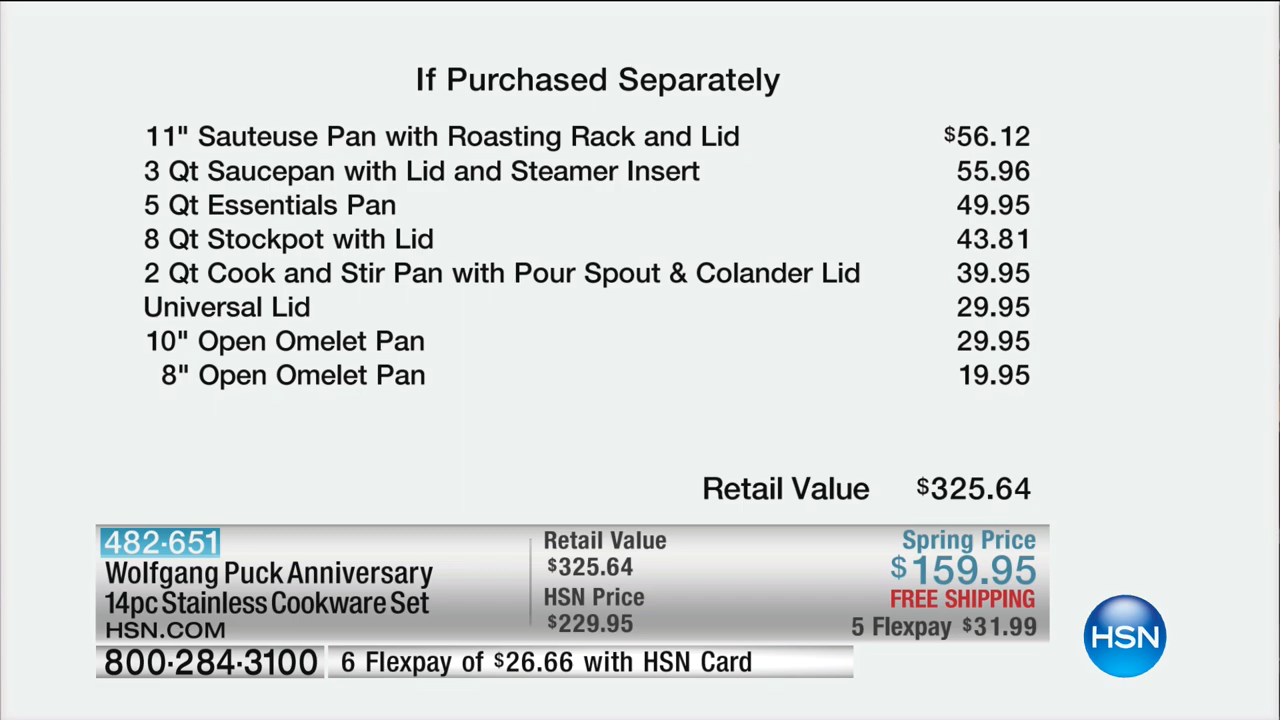 If Purchased Separately
11" Sauteuse Pan with Roasting Rack and Lid $56.12
3 Qt Saucepan with Lid and Steamer Insert 55.96
5 Qt Essentials Pan 49.95
8 Qt Stockpot with Lid 43.81
2 Qt Cook and Stir Pan with Pour Spout & Colander Lid 39.95
Universal Lid 29.95
10" Open Omelet Pan 29.95
8" Open Omelet Pan 19.95
Retail Value $325.64
482·651
Wolfgang Puck Anniversary
14pc Stainless Cookware Set
HSN.COM
Retail Value
$325.64
HSN Price
$229.95
Spring Price
$159.95
FREE SHIPPING
5 Flexpay $31.99
800·284·3100
6 Flexpay of $26.66 with HSN Card
HSN